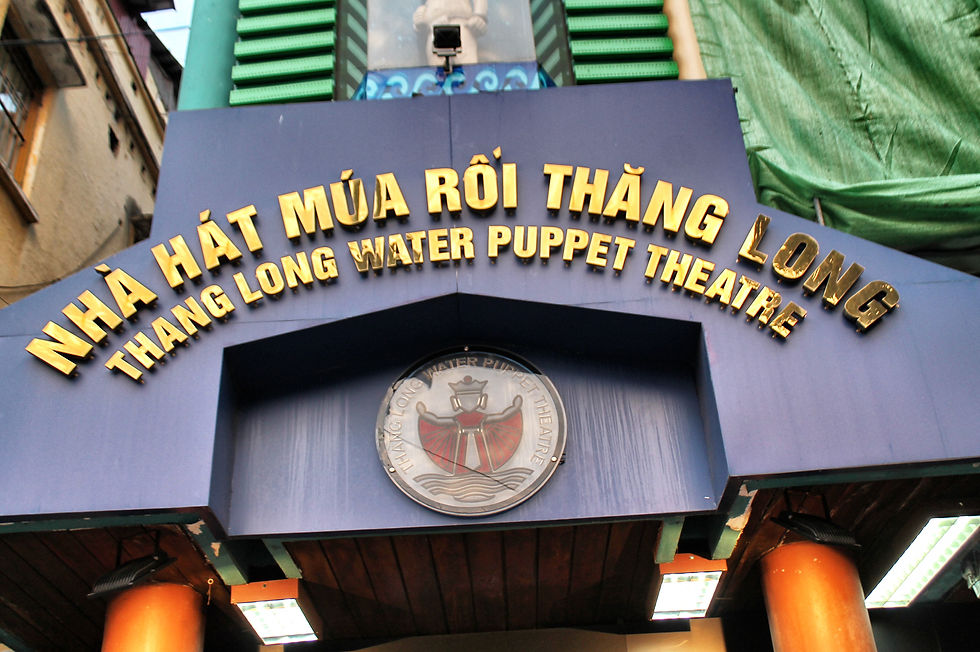 NHÀ HÁT MÚA RỐI THĂNG LONG
THANG LONG WATER PUPPET THEATRE
THANG LONG WATER PUPPET THEATRE